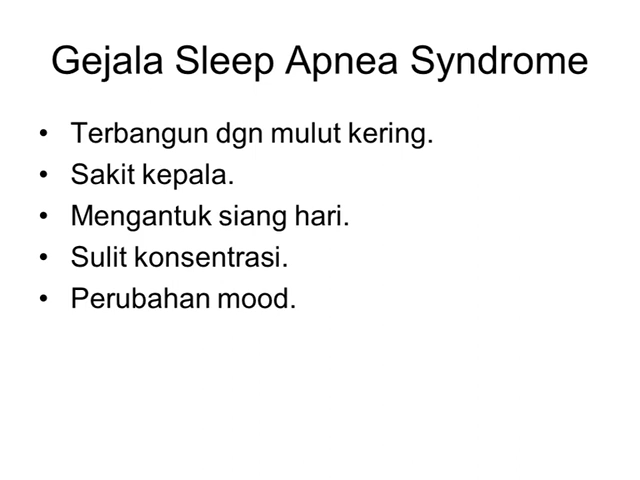 Gejala Sleep Apnea Syndrome
• Terbangun dgn mulut kering.
• Sakit kepala.
• Mengantuk siang hari.
• Sulit konsentrasi.
• Perubahan mood.